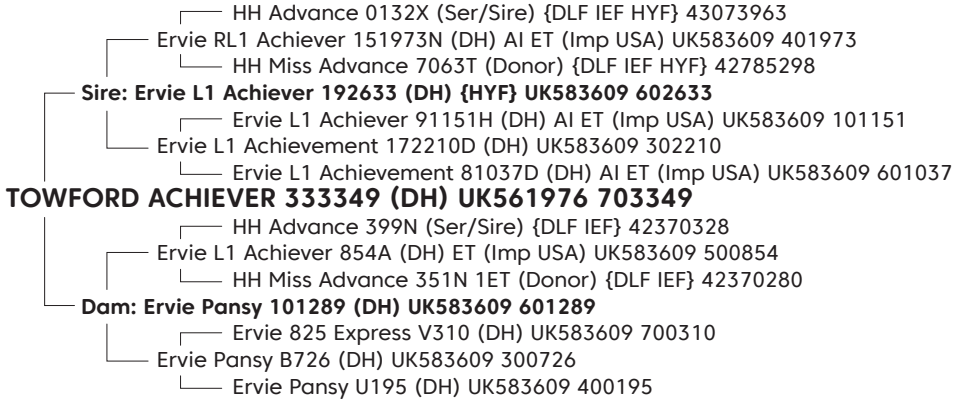 HH Advance 0132X (Ser/Sire) {DLF IEF HYF} 43073963
Ervie RL1 Achiever 151973N (DH) AI ET (Imp USA) UK583609 401973
HH Miss Advance 7063T (Donor) {DLF IEF HYF} 42785298
Sire: Ervie L1 Achiever 192633 (DH) {HYF} UK583609 602633
Ervie L1 Achiever 91151H (DH) AI ET (Imp USA) UK583609 101151
Ervie L1 Achievement 172210D (DH) UK583609 302210
Ervie L1 Achievement 81037D (DH) AI ET (Imp USA) UK583609 601037
TOWFORD ACHIEVER 333349 (DH) UK561976 703349
HH Advance 399N (Ser/Sire) {DLF IEF} 42370328
Ervie L1 Achiever 854A (DH) ET (Imp USA) UK583609 500854
HH Miss Advance 351N 1ET (Donor) {DLF IEF} 42370280
Dam: Ervie Pansy 101289 (DH) UK583609 601289
Ervie 825 Express V310 (DH) UK583609 700310
Ervie Pansy B726 (DH) UK583609 300726
Ervie Pansy U195 (DH) UK583609 400195